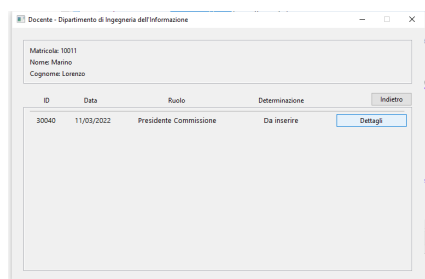 Docente - Dipartimento di Ingegneria dell'Informazione
Matricola: 10011
Nome: Marino
Cognome: Lorenzo
ID Data Ruolo Determinazione Indietro
30040 11/03/2022 Presidente Commissione Da inserire Dettagli